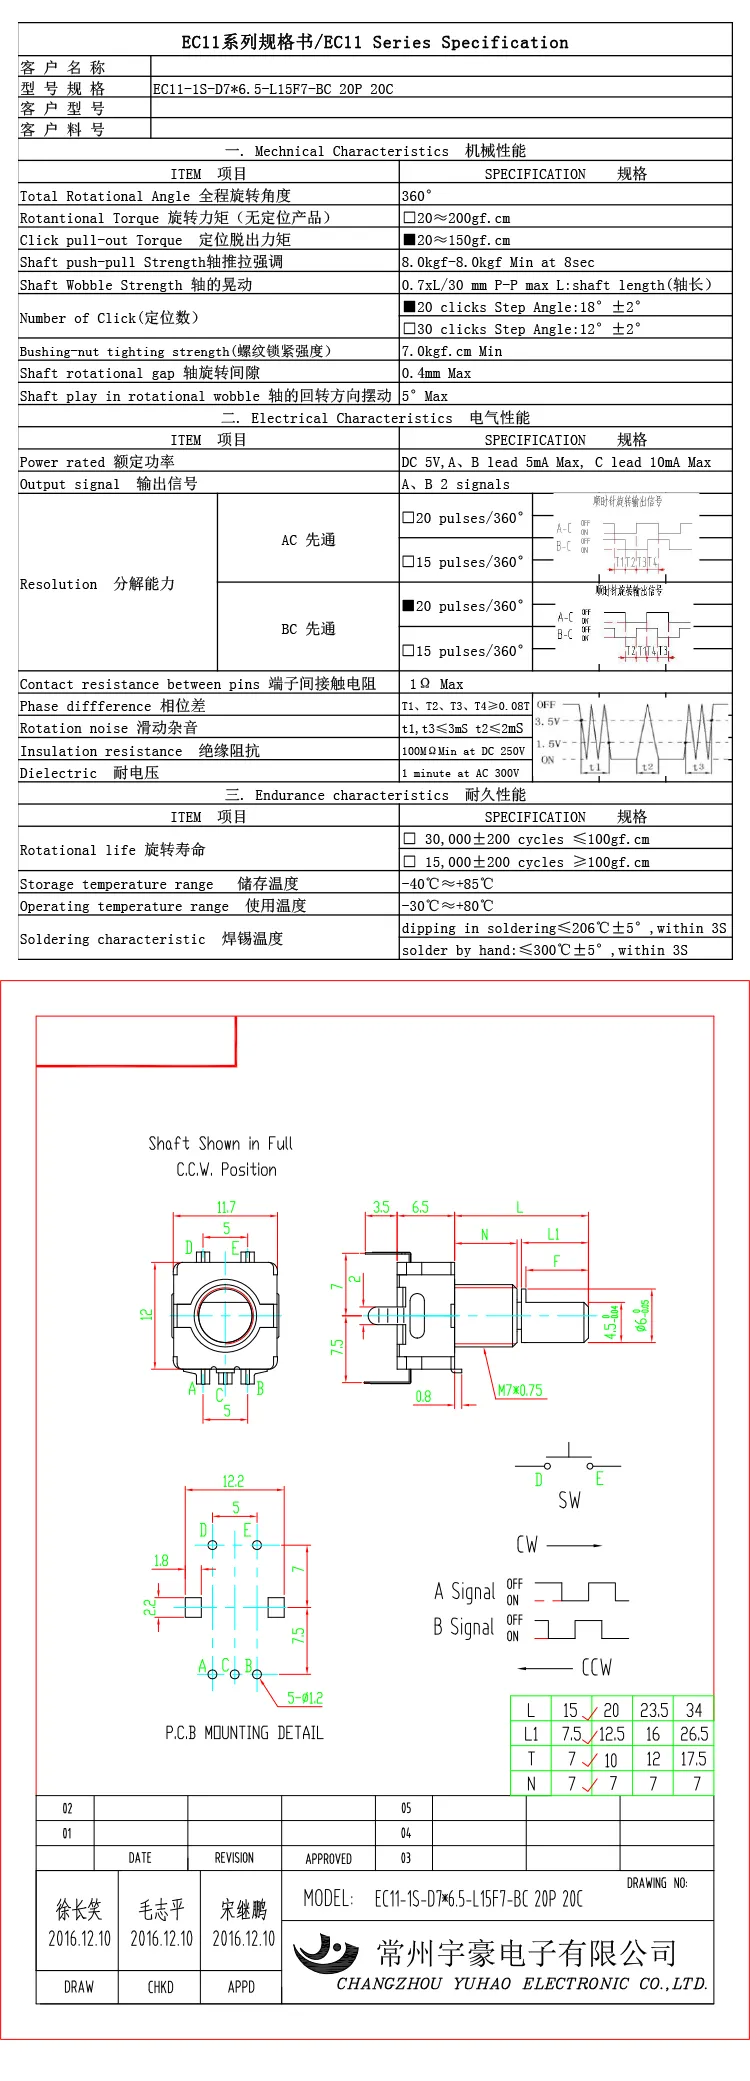 EC11系列规格书/EC11 Series Specification
客 户 名 称
型 号 规 格 EC11-1S-D7*6.5-L15F7-BC 20P 20C
客 户 型 号
客 户 料 号
一. Mechnical Characteristics 机械性能
ITEM 项目 SPECIFICATION 规格
Total Rotational Angle 全程旋转角度 360°
Rotantional Torque 旋转力矩（无定位产品） □20≈200gf.cm
Click pull-out Torque 定位脱出力矩 ■20≈150gf.cm
Shaft push-pull Strength轴推拉强调 8.0kgf-8.0kgf Min at 8sec
Shaft Wobble Strength 轴的晃动 0.7xL/30 mm P-P max L:shaft length(轴长）
Number of Click(定位数） ■20 clicks Step Angle:18°±2°
□30 clicks Step Angle:12°±2°
Bushing-nut tighting strength(螺纹锁紧强度） 7.0kgf.cm Min
Shaft rotational gap 轴旋转间隙 0.4mm Max
Shaft play in rotational wobble 轴的回转方向摆动 5°Max
二. Electrical Characteristics 电气性能
ITEM 项目 SPECIFICATION 规格
Power rated 额定功率 DC 5V,A、B lead 5mA Max, C lead 10mA Max
Output signal 输出信号 A、B 2 signals
Resolution 分解能力
AC 先通
□20 pulses/360°
□15 pulses/360°
顺时针旋转输出信号
A-C OFF ON
B-C OFF ON
T1 T2 T3 T4
BC 先通
■20 pulses/360°
□15 pulses/360°
顺时针旋转输出信号
A-C OFF ON
B-C OFF ON
T2 T1 T4 T3
Contact resistance between pins 端子间接触电阻 1Ω Max
Phase diffference 相位差 T1、T2、T3、T4≥0.08T
Rotation noise 滑动杂音 t1,t3≤3mS t2≤2mS
Insulation resistance 绝缘阻抗 100MΩMin at DC 250V
Dielectric 耐电压 1 minute at AC 300V
OFF
3.5V
1.5V
ON
t1 t2 t3
三. Endurance characteristics 耐久性能
ITEM 项目 SPECIFICATION 规格
Rotational life 旋转寿命 □ 30,000±200 cycles ≤100gf.cm
□ 15,000±200 cycles ≥100gf.cm
Storage temperature range 储存温度 -40℃≈+85℃
Operating temperature range 使用温度 -30℃≈+80℃
Soldering characteristic 焊锡温度 dipping in soldering≤206℃±5°,within 3S
solder by hand:≤300℃±5°,within 3S
Shaft Shown in Full
C.C.W. Position
11.7
5
D E
12
A C B
5
3.5 6.5 L
N L1
F
7 2
7.5
4.5-0.04
Ø6 0 -0.05
0.8
M7*0.75
12.2
5
D E
1.8
7
2.2
7.5
A C B
5-Ø1.2
P.C.B MOUNTING DETAIL
D E
SW
CW
A Signal OFF ON
B Signal OFF ON
CCW
L 15 ✓ 20 23.5 34
L1 7.5 ✓ 12.5 16 26.5
T 7 ✓ 10 12 17.5
N 7 ✓ 7 7 7
02 05
01 04
DATE REVISION APPROVED 03
徐长笑 毛志平 宋继鹏
2016.12.10 2016.12.10 2016.12.10
DRAW CHKD APPD
DRAWING NO:
MODEL: EC11-1S-D7*6.5-L15F7-BC 20P 20C
常州宇豪电子有限公司
CHANGZHOU YUHAO ELECTRONIC CO.,LTD.